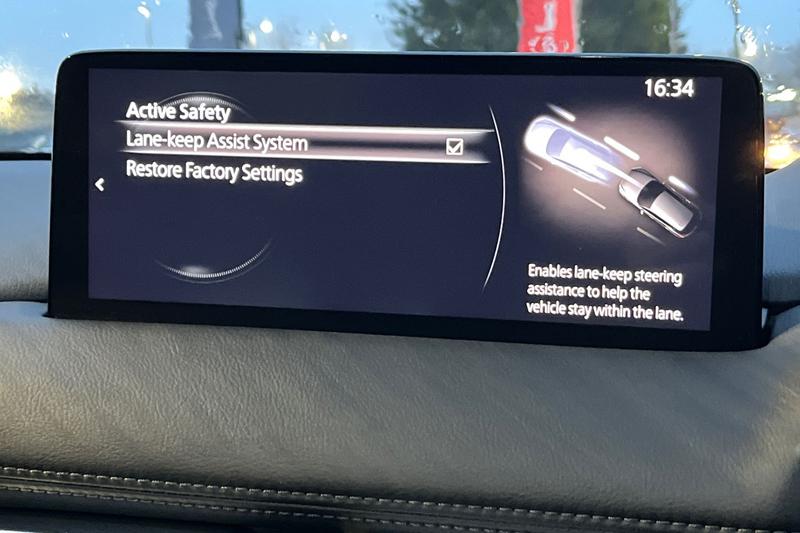 16:34
Active Safety
Lane-keep Assist System
Restore Factory Settings
Enables lane-keep steering
assistance to help the
vehicle stay within the lane.